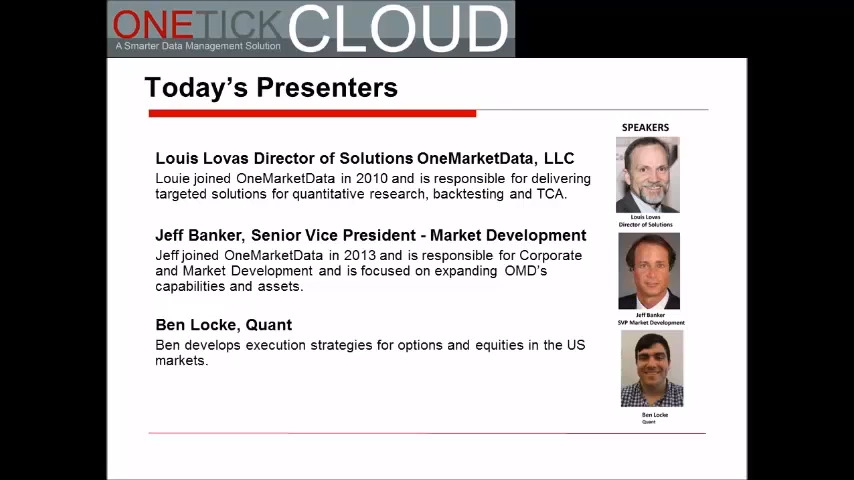 ONETICK CLOUD
A Smarter Data Management Solution
Today's Presenters
SPEAKERS
Louis Lovas Director of Solutions OneMarketData, LLC
Louie joined OneMarketData in 2010 and is responsible for delivering
targeted solutions for quantitative research, backtesting and TCA.
Louis Lovas
Director of Solutions
Jeff Banker, Senior Vice President - Market Development
Jeff joined OneMarketData in 2013 and is responsible for Corporate
and Market Development and is focused on expanding OMD's
capabilities and assets.
Jeff Banker
SVP Market Development
Ben Locke, Quant
Ben develops execution strategies for options and equities in the US
markets.
Ben Locke
Quant